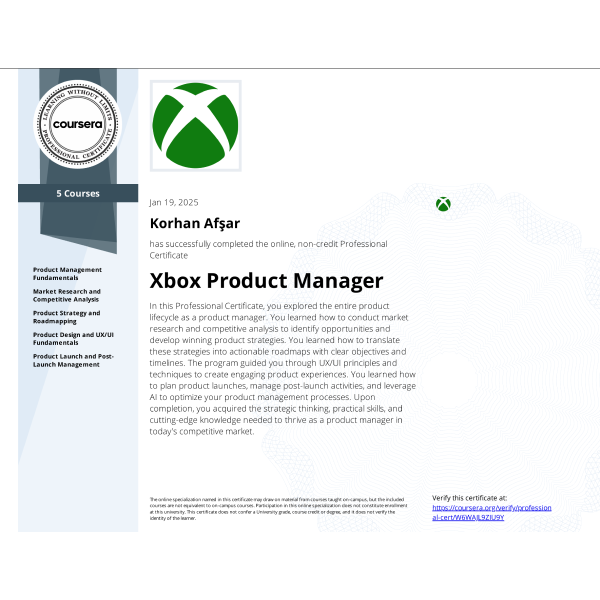 LEARNING WITHOUT LIMITS
coursera
PROFESSIONAL CERTIFICATE
5 Courses
Product Management
Fundamentals
Market Research and
Competitive Analysis
Product Strategy and
Roadmapping
Product Design and UX/UI
Fundamentals
Product Launch and Post-
Launch Management
Jan 19, 2025
Korhan Afşar
has successfully completed the online, non-credit Professional
Certificate
Xbox Product Manager
In this Professional Certificate, you explored the entire product
lifecycle as a product manager. You learned how to conduct market
research and competitive analysis to identify opportunities and
develop winning product strategies. You learned how to translate
these strategies into actionable roadmaps with clear objectives and
timelines. The program guided you through UX/UI principles and
techniques to create engaging product experiences. You learned how
to plan product launches, manage post-launch activities, and leverage
AI to optimize your product management processes. Upon
completion, you acquired the strategic thinking, practical skills, and
cutting-edge knowledge needed to thrive as a product manager in
today's competitive market.
The online specialization named in this certificate may draw on material from courses taught on-campus, but the included
courses are not equivalent to on-campus courses. Participation in this online specialization does not constitute enrollment
at this university. This certificate does not confer a University grade, course credit or degree, and it does not verify the
identity of the learner.
Verify this certificate at:
https://coursera.org/verify/profession
al-cert/W6WAJL9ZIU9Y